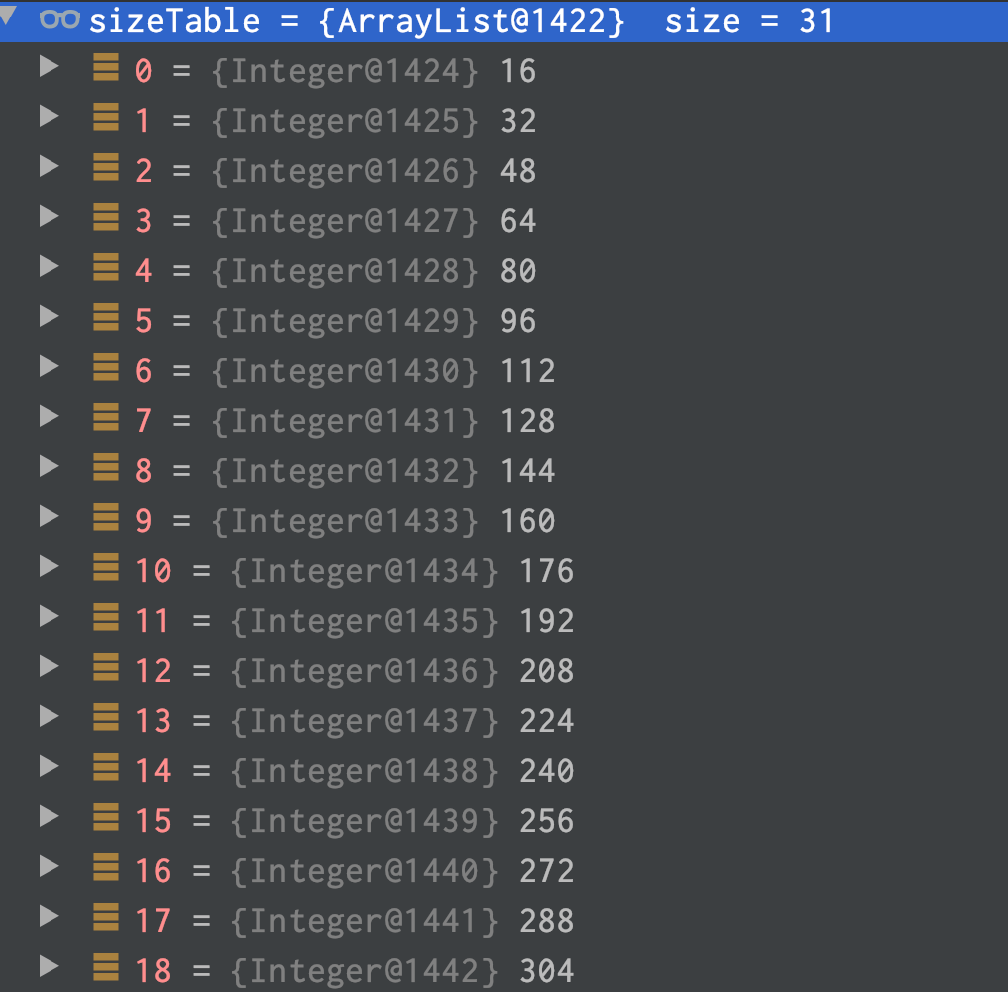 sizeTable = {ArrayList@1422} size = 31
0 = {Integer@1424} 16
1 = {Integer@1425} 32
2 = {Integer@1426} 48
3 = {Integer@1427} 64
4 = {Integer@1428} 80
5 = {Integer@1429} 96
6 = {Integer@1430} 112
7 = {Integer@1431} 128
8 = {Integer@1432} 144
9 = {Integer@1433} 160
10 = {Integer@1434} 176
11 = {Integer@1435} 192
12 = {Integer@1436} 208
13 = {Integer@1437} 224
14 = {Integer@1438} 240
15 = {Integer@1439} 256
16 = {Integer@1440} 272
17 = {Integer@1441} 288
18 = {Integer@1442} 304